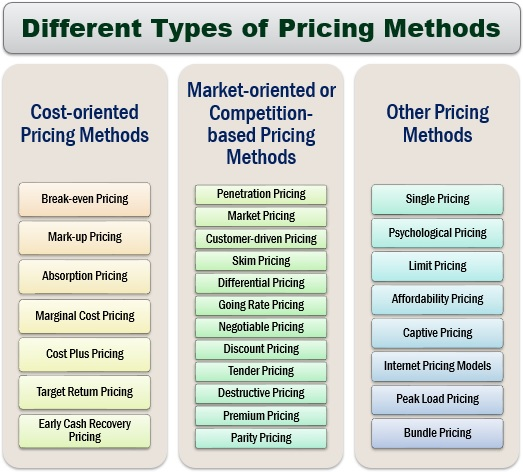 Different Types of Pricing Methods
Cost-oriented
Pricing Methods
Break-even Pricing
Mark-up Pricing
Absorption Pricing
Marginal Cost Pricing
Cost Plus Pricing
Target Return Pricing
Early Cash Recovery
Pricing
Market-oriented or
Competition-
based Pricing
Methods
Penetration Pricing
Market Pricing
Customer-driven Pricing
Skim Pricing
Differential Pricing
Going Rate Pricing
Negotiable Pricing
Discount Pricing
Tender Pricing
Destructive Pricing
Premium Pricing
Parity Pricing
Other Pricing
Methods
Single Pricing
Psychological Pricing
Limit Pricing
Affordability Pricing
Captive Pricing
Internet Pricing Models
Peak Load Pricing
Bundle Pricing